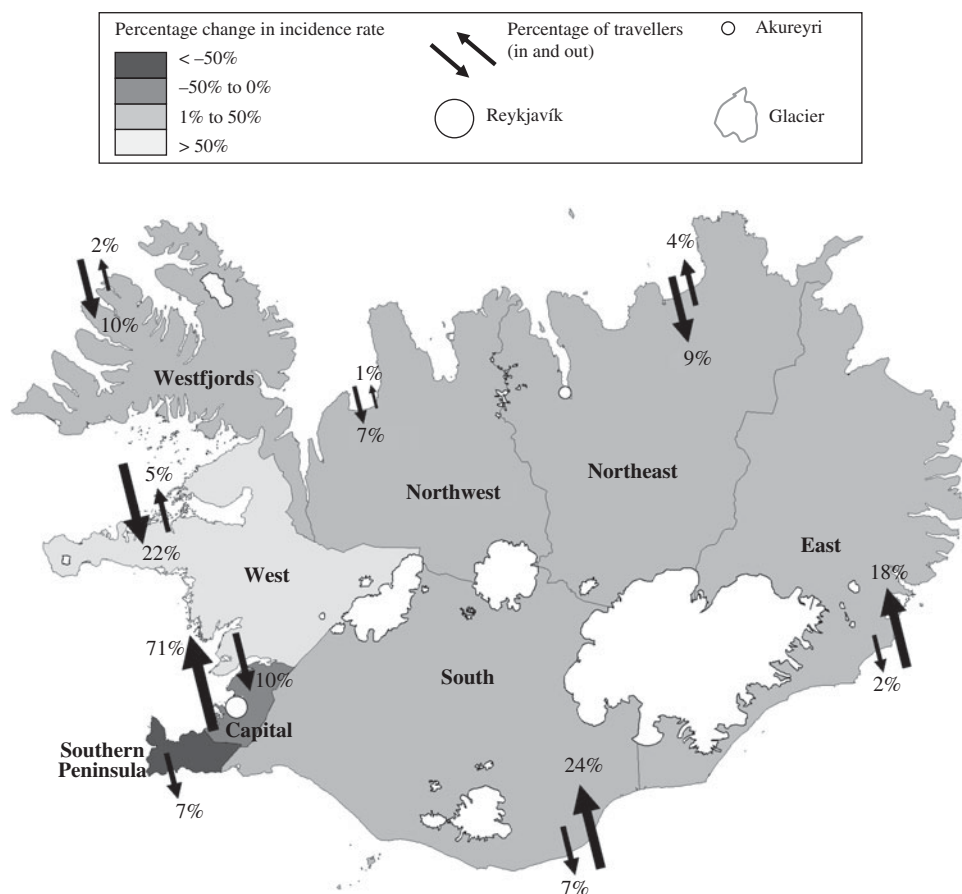 Percentage change in incidence rate
< –50%
–50% to 0%
1% to 50%
> 50%
Percentage of travellers
(in and out)
Reykjavík
Akureyri
Glacier
2%
10%
Westfjords
4%
9%
1%
7%
Northwest
Northeast
5%
22%
West
East
18%
2%
71%
10%
Capital
South
Southern
Peninsula
7%
24%
7%